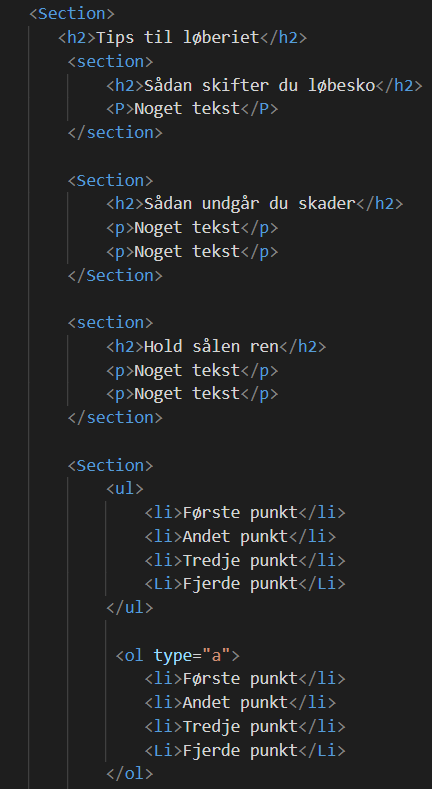 <Section>
<h2>Tips til løberiet</h2>
<section>
<h2>Sådan skifter du løbesko</h2>
<P>Noget tekst</P>
</section>
<Section>
<h2>Sådan undgår du skader</h2>
<p>Noget tekst</p>
<p>Noget tekst</p>
</Section>
<section>
<h2>Hold sålen ren</h2>
<p>Noget tekst</p>
<p>Noget tekst</p>
</section>
<Section>
<ul>
<li>Første punkt</li>
<li>Andet punkt</li>
<li>Tredje punkt</li>
<Li>Fjerde punkt</Li>
</ul>
<ol type="a">
<li>Første punkt</li>
<li>Andet punkt</li>
<li>Tredje punkt</li>
<Li>Fjerde punkt</Li>
</ol>